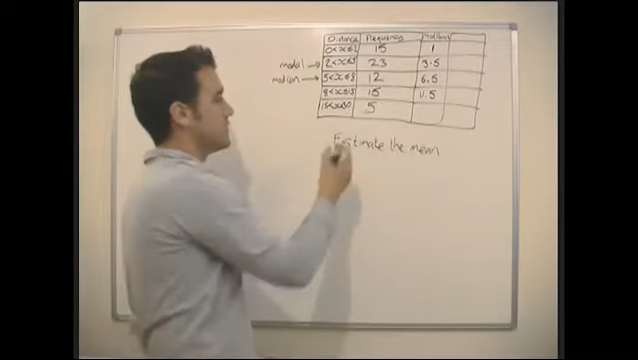 Distance Frequency midpoint
0<x≤2 15 1
modal → 2<x≤5 23 3.5
median → 5<x≤8 12 6.5
8<x≤15 15 11.5
15<x≤30 5
Estimate the mean